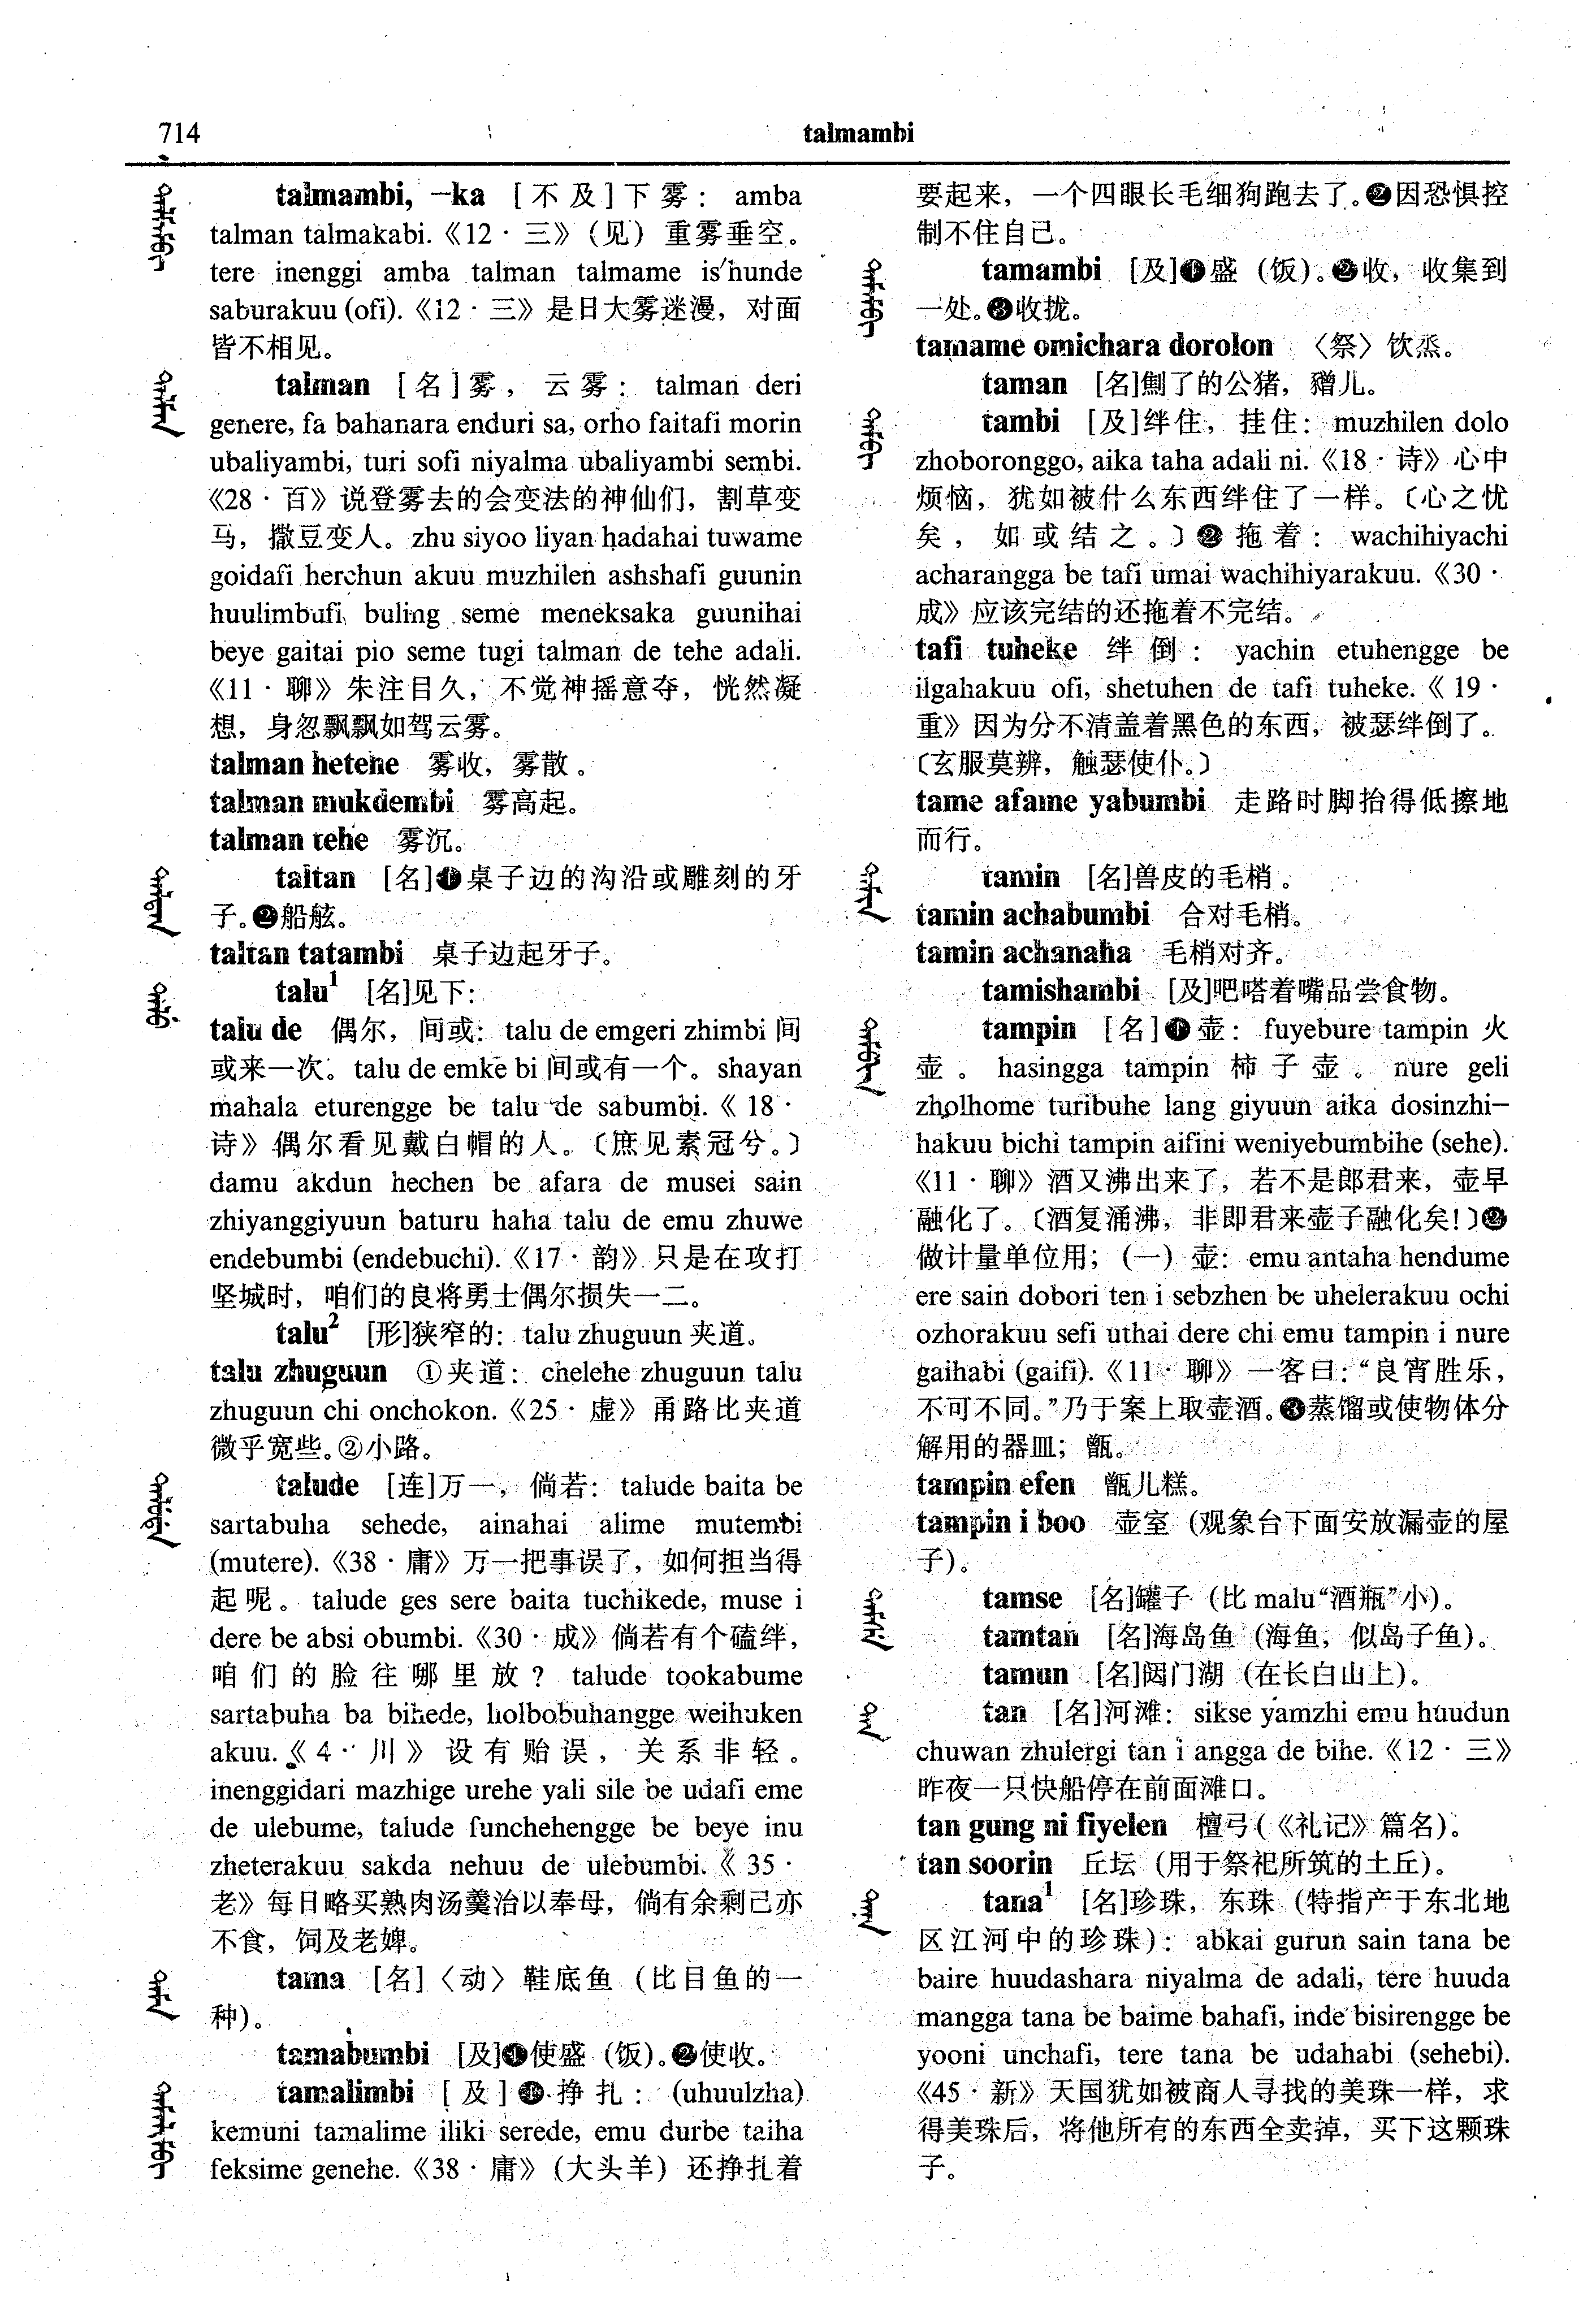 714
talmambi
talmambi, -ka [不及]下雾: amba
talman talmakabi.《12·三》(见)重雾垂空。
tere inenggi amba talman talmame is'hunde
saburakuu (ofi).《12·三》是日大雾迷漫,对面
皆不相见。
talman [名]雾,云雾: talman deri
genere, fa bahanara enduri sa, orho faitafi morin
ubaliyambi, turi sofi niyalma ubaliyambi sembi.
《28·百》说登雾去的会变法的神仙们,割草变
马,撒豆变人。zhu siyoo liyan hadahai tuwame
goidafi herchun akuu muzhilen ashshafi guunin
huulimbufi, buling seme meneksaka guunihai
beye gaitai pio seme tugi talman de tehe adali.
《11·聊》朱注目久,不觉神摇意夺,恍然凝
想,身忽飘飘如驾云雾。
talman hetehe 雾收,雾散。
talman mukdembi 雾高起。
talman tehe 雾沉。
taltan [名]❶桌子边的沟沿或雕刻的牙
子。❷船舷。
taltan tatambi 桌子边起牙子。
talu¹ [名]见下:
talu de 偶尔,间或: talu de emgeri zhimbi 间
或来一次。talu de emke bi 间或有一个。shayan
mahala eturengge be talu de sabumbi.《18·
诗》偶尔看见戴白帽的人。〔庶见素冠兮。〕
damu akdun hechen be afara de musei sain
zhiyanggiyuun baturu haha talu de emu zhuwe
endebumbi (endebuchi).《17·韵》只是在攻打
坚城时,咱们的良将勇士偶尔损失一二。
talu² [形]狭窄的: talu zhuguun 夹道。
talu zhuguun ①夹道: chelehe zhuguun talu
zhuguun chi onchokon.《25·虚》甬路比夹道
微乎宽些。②小路。
talude [连]万一,倘若: talude baita be
sartabuha sehede, ainahai alime mutembi
(mutere).《38·庸》万一把事误了,如何担当得
起呢。talude ges sere baita tuchikede, muse i
dere be absi obumbi.《30·成》倘若有个磕绊,
咱们的脸往哪里放? talude tookabume
sartabuha ba bihede, holbobuhangge weihuken
akuu.《4·川》设有贻误,关系非轻。
inenggidari mazhige urehe yali sile be udafi eme
de ulebume, talude funchehengge be beye inu
zheterakuu sakda nehuu de ulebumbi.《35·
老》每日略买熟肉汤羹治以奉母,倘有余剩己亦
不食,饲及老婢。
tama [名]〈动〉鞋底鱼(比目鱼的一
种)。
tamabumbi [及]❶使盛(饭)。❷使收。
tamalimbi [及]❶挣扎: (uhuulzha)
kemuni tamalime iliki serede, emu durbe taiha
feksime genehe.《38·庸》(大头羊)还挣扎着
要起来,一个四眼长毛细狗跑去了。❷因恐惧控
制不住自己。
tamambi [及]❶盛(饭)。❷收,收集到
一处。❸收拢。
tamame omichara dorolon 〈祭〉饮烝。
taman [名]劁了的公猪,豮儿。
tambi [及]绊住,挂住: muzhilen dolo
zhoboronggo, aika taha adali ni.《18·诗》心中
烦恼,犹如被什么东西绊住了一样。〔心之忧
矣,如或结之。〕❷拖着: wachihiyachi
acharangga be tafi umai wachihiyarakuu.《30·
成》应该完结的还拖着不完结。
tafi tuheke 绊倒: yachin etuhengge be
ilgahakuu ofi, shetuhen de tafi tuheke.《19·
重》因为分不清盖着黑色的东西,被瑟绊倒了。
〔玄服莫辨,触瑟使仆。〕
tame afame yabumbi 走路时脚抬得低擦地
而行。
tamin [名]兽皮的毛梢。
tamin achabumbi 合对毛梢。
tamin achanaha 毛梢对齐。
tamishambi [及]吧嗒着嘴品尝食物。
tampin [名]❶壶: fuyebure tampin 火
壶。hasingga tampin 柿子壶。nure geli
zholhome turibuhe lang giyuun aika dosinzhi-
hakuu bichi tampin aifini weniyebumbihe (sehe).
《11·聊》酒又沸出来了,若不是郎君来,壶早
融化了。〔酒复涌沸,非即君来壶子融化矣!〕❷
做计量单位用;(一)壶: emu antaha hendume
ere sain dobori ten i sebzhen be uhelerakuu ochi
ozhorakuu sefi uthai dere chi emu tampin i nure
gaihabi (gaifi).《11·聊》一客曰:“良宵胜乐,
不可不同。”乃于案上取壶酒。❸蒸馏或使物体分
解用的器皿;甑。
tampin efen 甑儿糕。
tampin i boo 壶室(观象台下面安放漏壶的屋
子)。
tamse [名]罐子(比 malu“酒瓶”小)。
tamtan [名]海岛鱼(海鱼,似岛子鱼)。
tamun [名]闼门湖(在长白山上)。
tan [名]河滩: sikse yamzhi emu huudun
chuwan zhulergi tan i angga de bihe.《12·三》
昨夜一只快船停在前面滩口。
tan gung ni fiyelen 檀弓(《礼记》篇名)。
tan soorin 丘坛(用于祭祀所筑的土丘)。
tana¹ [名]珍珠,东珠(特指产于东北地
区江河中的珍珠): abkai gurun sain tana be
baire huudashara niyalma de adali, tere huuda
mangga tana be baime bahafi, inde bisirengge be
yooni unchafi, tere tana be udahabi (sehebi).
《45·新》天国犹如被商人寻找的美珠一样,求
得美珠后,将他所有的东西全卖掉,买下这颗珠
子。